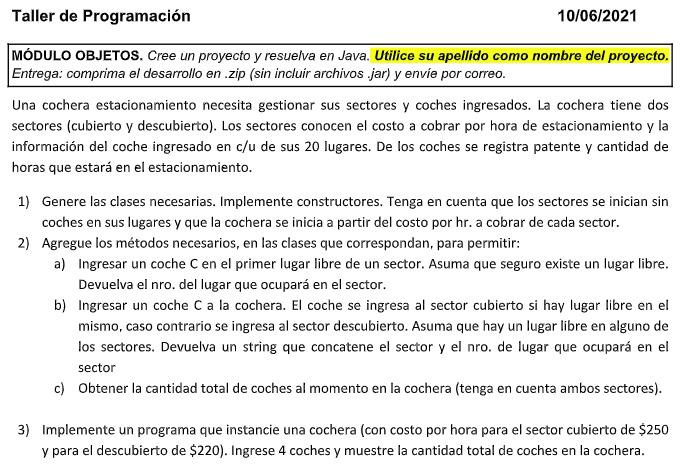 Taller de Programación 10/06/2021
MÓDULO OBJETOS. Cree un proyecto y resuelva en Java. Utilice su apellido como nombre del proyecto.
Entrega: comprima el desarrollo en .zip (sin incluir archivos .jar) y envíe por correo.
Una cochera estacionamiento necesita gestionar sus sectores y coches ingresados. La cochera tiene dos
sectores (cubierto y descubierto). Los sectores conocen el costo a cobrar por hora de estacionamiento y la
información del coche ingresado en c/u de sus 20 lugares. De los coches se registra patente y cantidad de
horas que estará en el estacionamiento.
1) Genere las clases necesarias. Implemente constructores. Tenga en cuenta que los sectores se inician sin
coches en sus lugares y que la cochera se inicia a partir del costo por hr. a cobrar de cada sector.
2) Agregue los métodos necesarios, en las clases que correspondan, para permitir:
a) Ingresar un coche C en el primer lugar libre de un sector. Asuma que seguro existe un lugar libre.
Devuelva el nro. del lugar que ocupará en el sector.
b) Ingresar un coche C a la cochera. El coche se ingresa al sector cubierto si hay lugar libre en el
mismo, caso contrario se ingresa al sector descubierto. Asuma que hay un lugar libre en alguno de
los sectores. Devuelva un string que concatene el sector y el nro. de lugar que ocupará en el
sector
c) Obtener la cantidad total de coches al momento en la cochera (tenga en cuenta ambos sectores).
3) Implemente un programa que instancie una cochera (con costo por hora para el sector cubierto de $250
y para el descubierto de $220). Ingrese 4 coches y muestre la cantidad total de coches en la cochera.